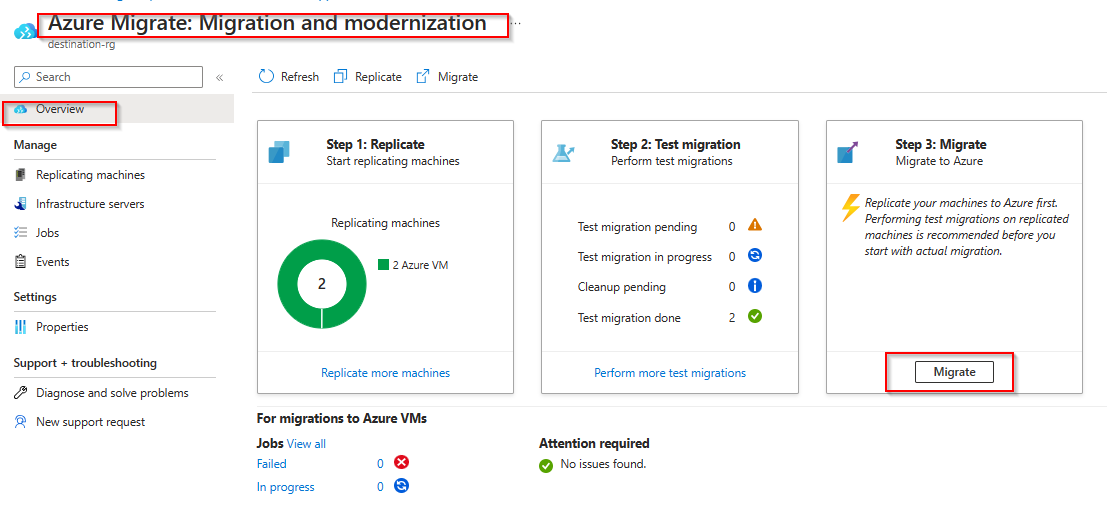 Azure Migrate: Migration and modernization ...
destination-rg
Search
«
Refresh
Replicate
Migrate
Overview
Manage
Replicating machines
Infrastructure servers
Jobs
Events
Settings
Properties
Support + troubleshooting
Diagnose and solve problems
New support request
Step 1: Replicate
Start replicating machines
Replicating machines
2
2 Azure VM
Replicate more machines
Step 2: Test migration
Perform test migrations
Test migration pending 0
Test migration in progress 0
Cleanup pending 0
Test migration done 2
Perform more test migrations
Step 3: Migrate
Migrate to Azure
Replicate your machines to Azure first.
Performing test migrations on replicated
machines is recommended before you
start with actual migration.
Migrate
For migrations to Azure VMs
Jobs View all
Failed 0
In progress 0
Attention required
No issues found.